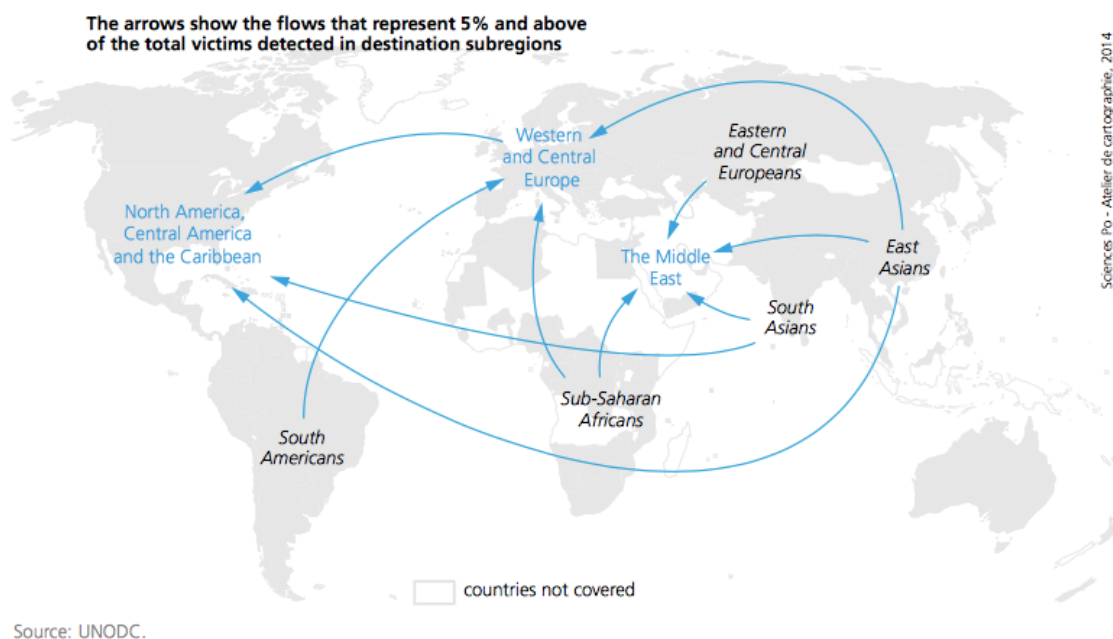 The arrows show the flows that represent 5% and above
of the total victims detected in destination subregions
Sciences Po - Atelier de cartographie, 2014
Western
and Central
Europe
Eastern
and Central
Europeans
North America,
Central America
and the Caribbean
The Middle
East
East
Asians
South
Asians
Sub-Saharan
Africans
South
Americans
countries not covered
Source: UNODC.